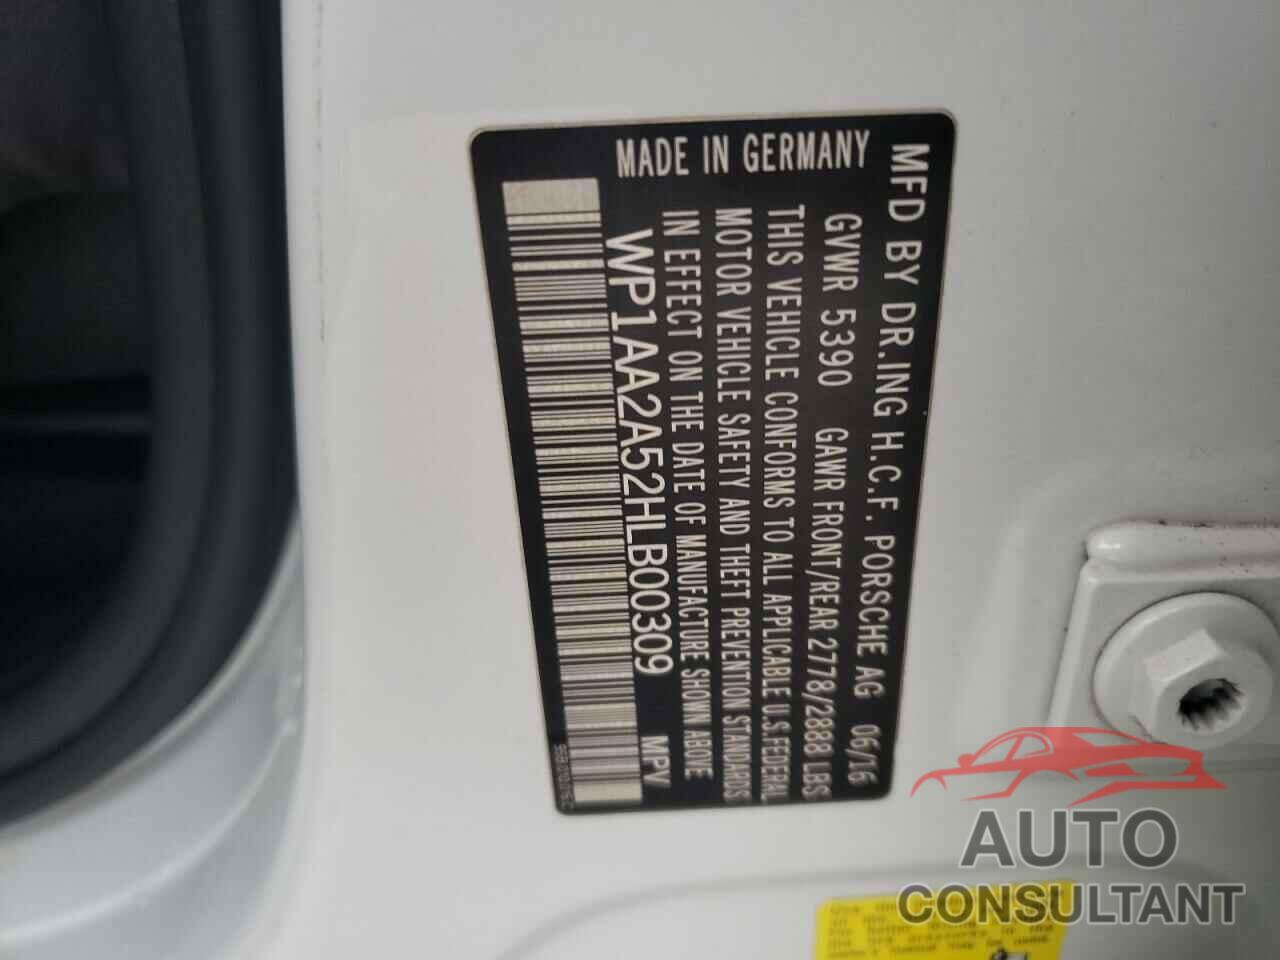 MFD BY DR.ING H.C.F. PORSCHE AG 06/16
GVWR 5390 GAWR FRONT/REAR 2778/2888 LBS
THIS VEHICLE CONFORMS TO ALL APPLICABLE U.S.FEDERAL
MOTOR VEHICLE SAFETY AND THEFT PREVENTION STANDARDS
IN EFFECT ON THE DATE OF MANUFACTURE SHOWN ABOVE
WP1AA2A52HLB00309 MPV
MADE IN GERMANY
AUTO
CONSULTANT